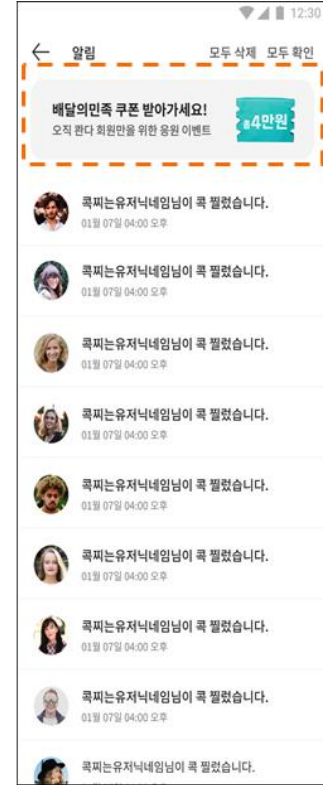 12:30
알림 모두 삭제 모두 확인
배달의민족 쿠폰 받아가세요!
오직 판다 회원만을 위한 응원 이벤트
총4만원
콕찌는유저닉네임님이 콕 찔렀습니다.
01월 07일 04:00 오후
콕찌는유저닉네임님이 콕 찔렀습니다.
01월 07일 04:00 오후
콕찌는유저닉네임님이 콕 찔렀습니다.
01월 07일 04:00 오후
콕찌는유저닉네임님이 콕 찔렀습니다.
01월 07일 04:00 오후
콕찌는유저닉네임님이 콕 찔렀습니다.
01월 07일 04:00 오후
콕찌는유저닉네임님이 콕 찔렀습니다.
01월 07일 04:00 오후
콕찌는유저닉네임님이 콕 찔렀습니다.
01월 07일 04:00 오후
콕찌는유저닉네임님이 콕 찔렀습니다.
01월 07일 04:00 오후
콕찌는유저닉네임님이 콕 찔렀습니다.